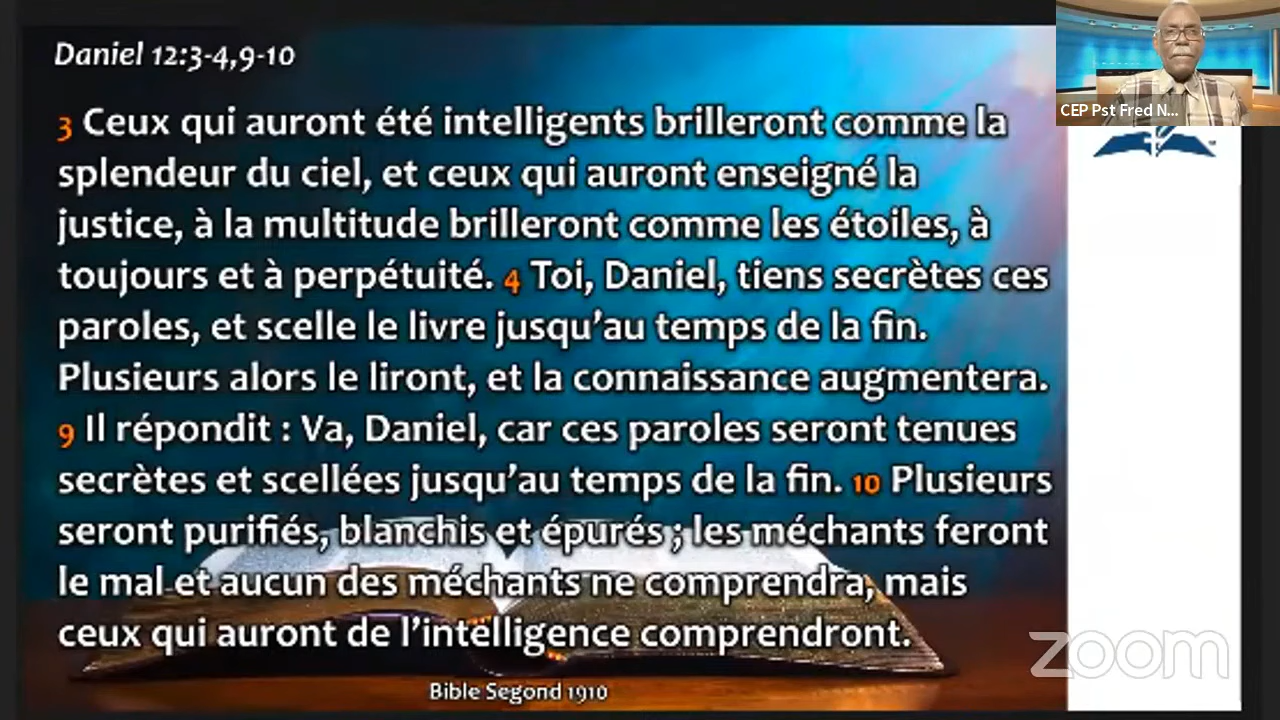 Daniel 12:3-4,9-10
3 Ceux qui auront été intelligents brilleront comme la
splendeur du ciel, et ceux qui auront enseigné la
justice, à la multitude brilleront comme les étoiles, à
toujours et à perpétuité. 4 Toi, Daniel, tiens secrètes ces
paroles, et scelle le livre jusqu’au temps de la fin.
Plusieurs alors le liront, et la connaissance augmentera.
9 Il répondit : Va, Daniel, car ces paroles seront tenues
secrètes et scellées jusqu’au temps de la fin. 10 Plusieurs
seront purifiés, blanchis et épurés ; les méchants feront
le mal et aucun des méchants ne comprendra, mais
ceux qui auront de l’intelligence comprendront.
Bible Segond 1910
CEP Pst Fred N...
zoom